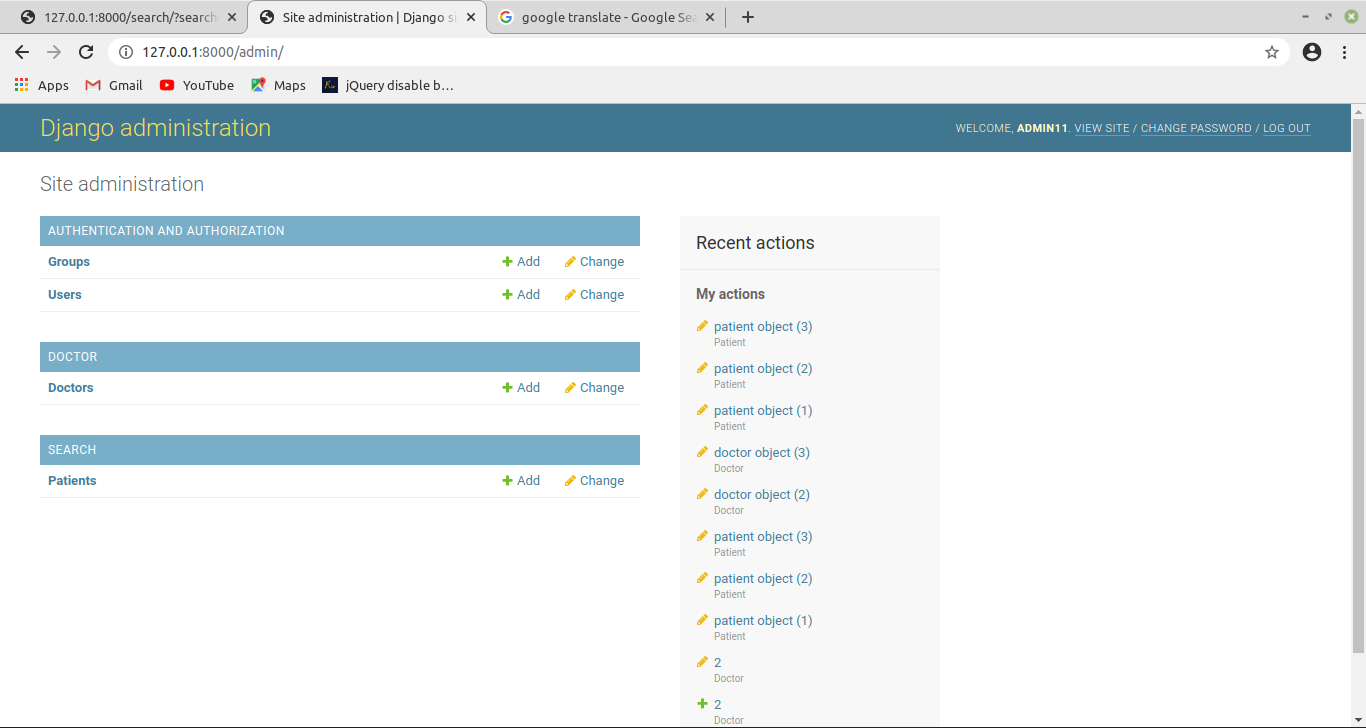 127.0.0.1:8000/search/?search
Site administration | Django si
google translate - Google Sea
127.0.0.1:8000/admin/
Apps
Gmail
YouTube
Maps
jQuery disable b…
Django administration
WELCOME, ADMIN11. VIEW SITE / CHANGE PASSWORD / LOG OUT
Site administration
AUTHENTICATION AND AUTHORIZATION
Groups Add Change
Users Add Change
DOCTOR
Doctors Add Change
SEARCH
Patients Add Change
Recent actions
My actions
patient object (3)
Patient
patient object (2)
Patient
patient object (1)
Patient
doctor object (3)
Doctor
doctor object (2)
Doctor
patient object (3)
Patient
patient object (2)
Patient
patient object (1)
Patient
2
Doctor
2
Doctor